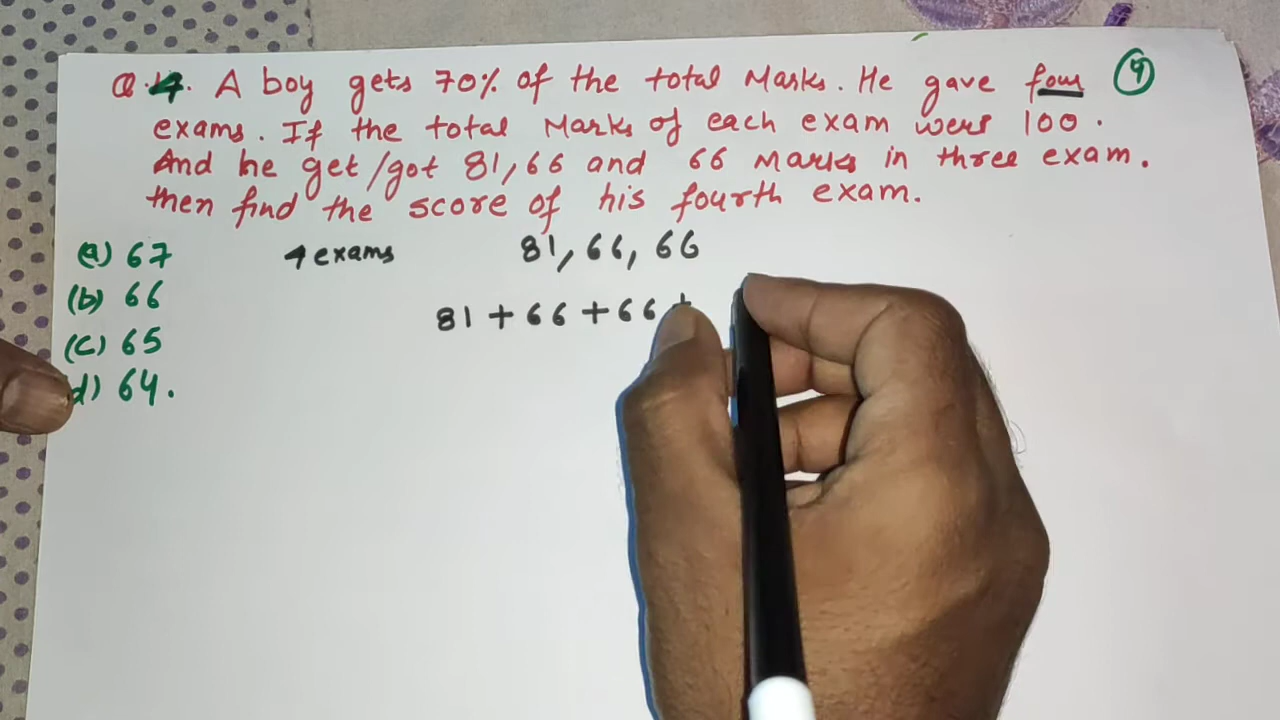 Q.4. A boy gets 70% of the total Marks. He gave four (4)
exams. If the total Marks of each exam were 100.
And he get/got 81,66 and 66 Marks in three exam.
then find the score of his fourth exam.
(a) 67
(b) 66
(c) 65
d) 64.
4 exams 81, 66, 66
81 + 66 + 66 +